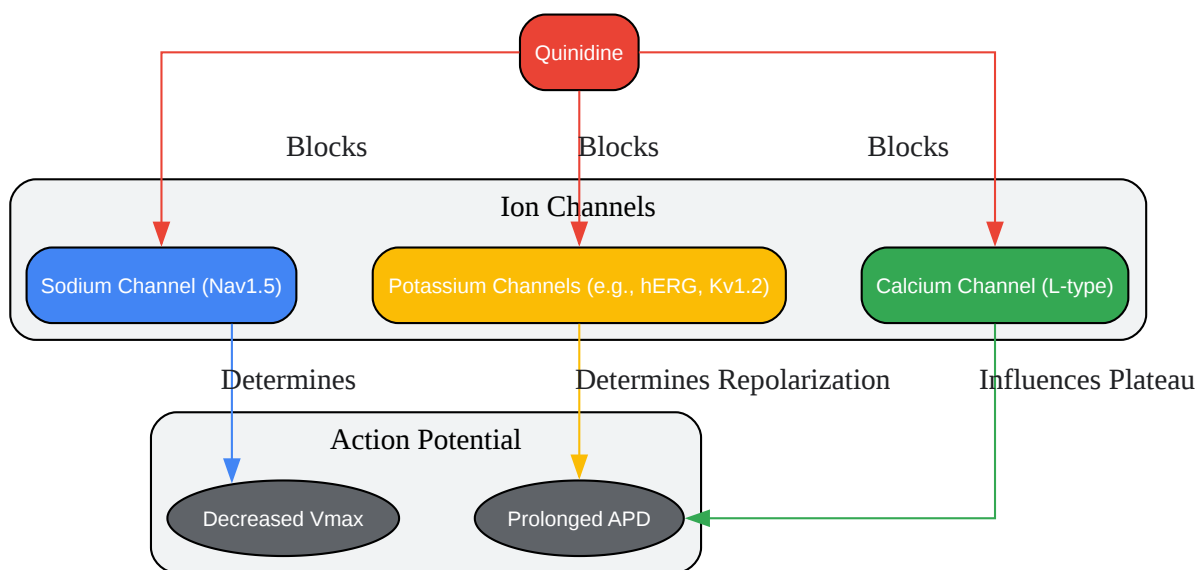 Quinidine
Blocks
Blocks
Blocks
Ion Channels
Sodium Channel (Nav1.5)
Potassium Channels (e.g., hERG, Kv1.2)
Calcium Channel (L-type)
Determines
Determines Repolarization
Influences Plateau
Action Potential
Decreased Vmax
Prolonged APD